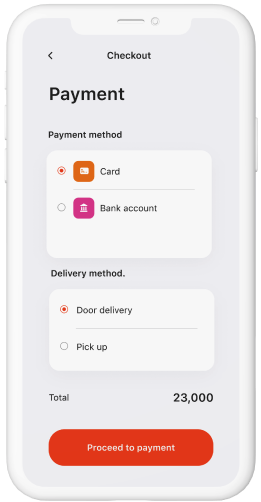 Checkout
Payment
Payment method
Card
Bank account
Delivery method.
Door delivery
Pick up
Total 23,000
Proceed to payment